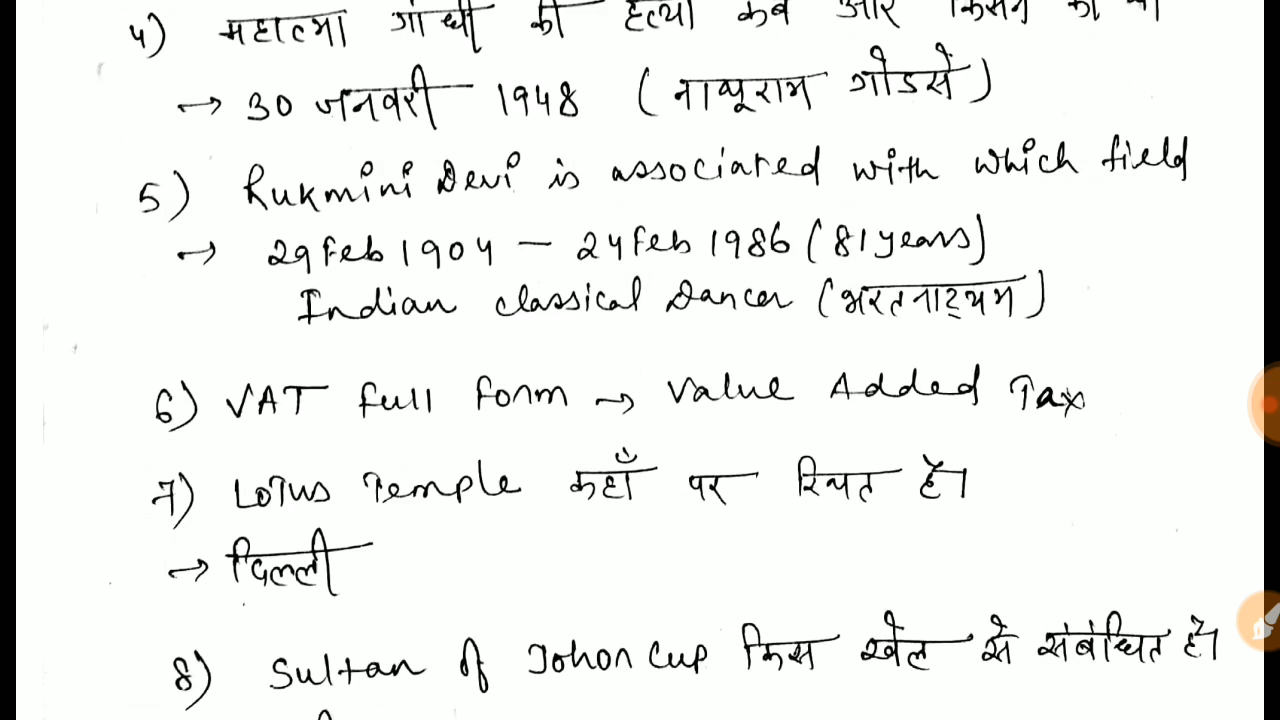 4) महात्मा गाँधी की हत्या कब और किसने की थी
→ 30 जनवरी 1948 (नाथूराम गोडसे)
5) Rukmini Devi is associated with which field
→ 29 Feb 1904 – 24 Feb 1986 (81 years)
Indian classical Dancer (भरतनाट्यम)
6) VAT full form → Value Added Tax
7) Lotus Temple कहाँ पर स्थित है।
→ दिल्ली
8) Sultan of Johor Cup किस खेल से संबंधित है।